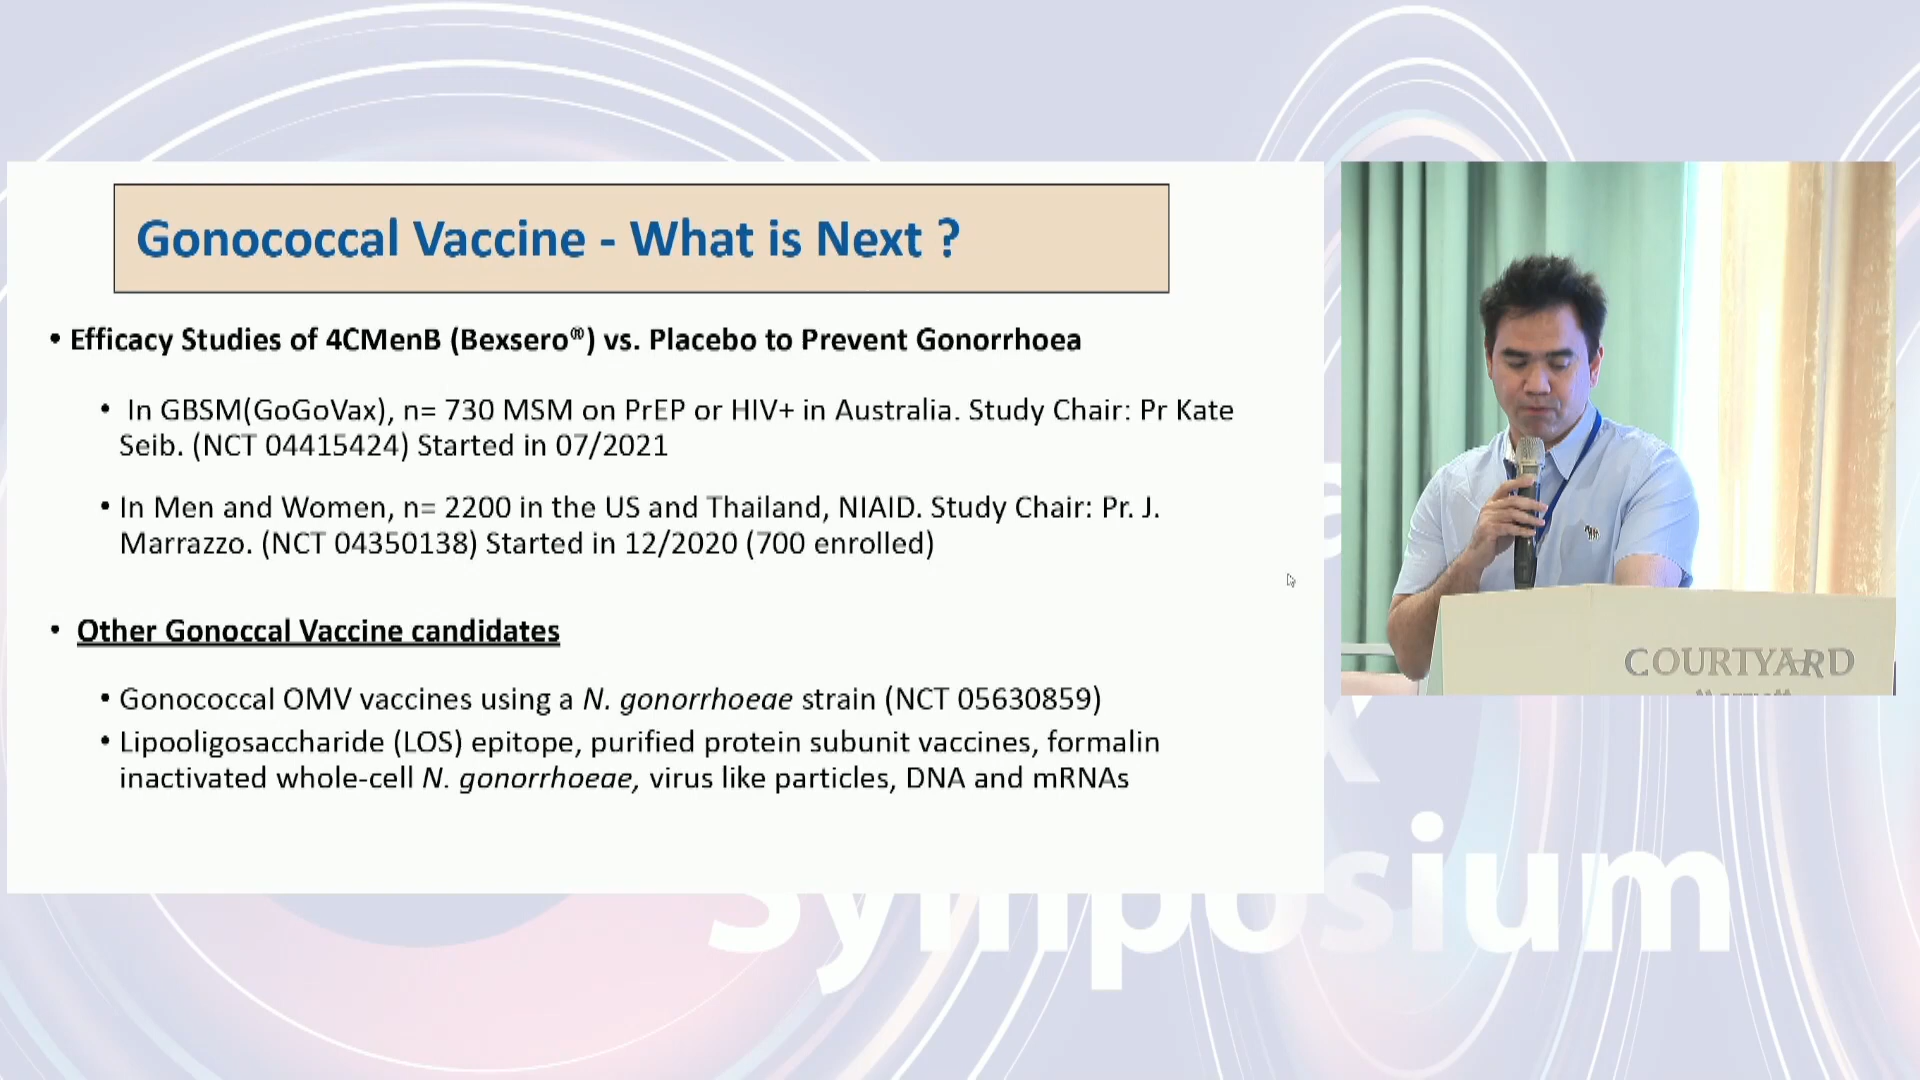 Gonococcal Vaccine - What is Next ?
• Efficacy Studies of 4CMenB (Bexsero®) vs. Placebo to Prevent Gonorrhoea
• In GBSM(GoGoVax), n= 730 MSM on PrEP or HIV+ in Australia. Study Chair: Pr Kate
Seib. (NCT 04415424) Started in 07/2021
• In Men and Women, n= 2200 in the US and Thailand, NIAID. Study Chair: Pr. J.
Marrazzo. (NCT 04350138) Started in 12/2020 (700 enrolled)
• Other Gonoccal Vaccine candidates
• Gonococcal OMV vaccines using a N. gonorrhoeae strain (NCT 05630859)
• Lipooligosaccharide (LOS) epitope, purified protein subunit vaccines, formalin
inactivated whole-cell N. gonorrhoeae, virus like particles, DNA and mRNAs
COURTYARD
Symposium